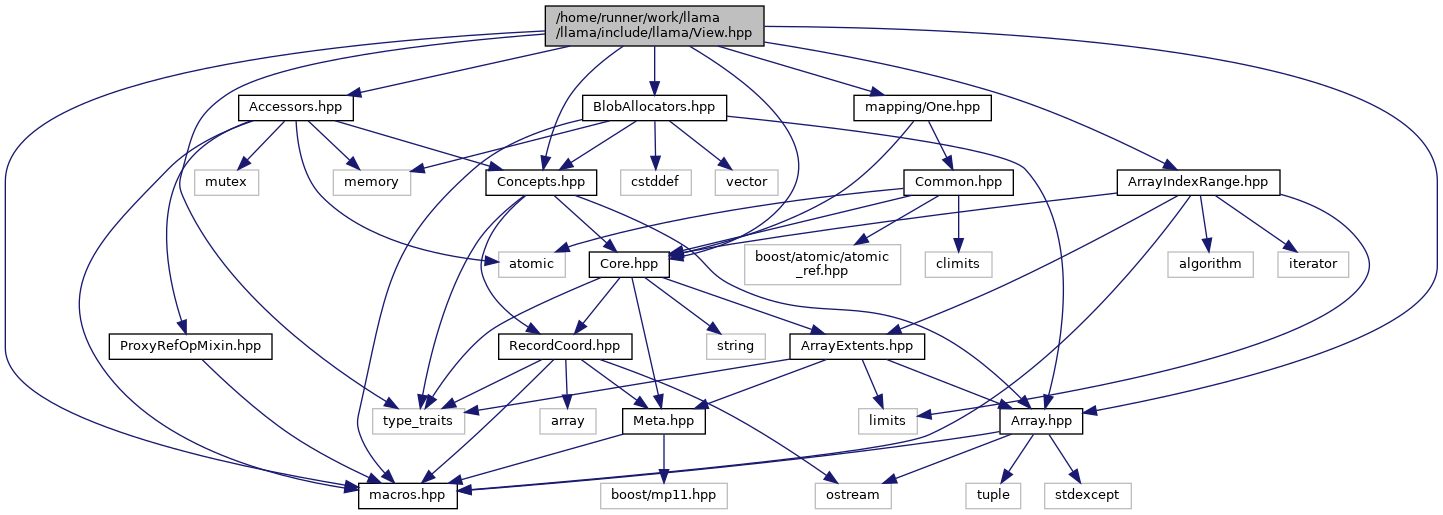 /home/runner/work/llama
/llama/include/llama/View.hpp
Accessors.hpp
BlobAllocators.hpp
mapping/One.hpp
mutex
memory
Concepts.hpp
cstddef
vector
Common.hpp
ArrayIndexRange.hpp
atomic
Core.hpp
boost/atomic/atomic
_ref.hpp
climits
algorithm
iterator
ProxyRefOpMixin.hpp
RecordCoord.hpp
string
ArrayExtents.hpp
type_traits
array
Meta.hpp
limits
Array.hpp
macros.hpp
boost/mp11.hpp
ostream
tuple
stdexcept